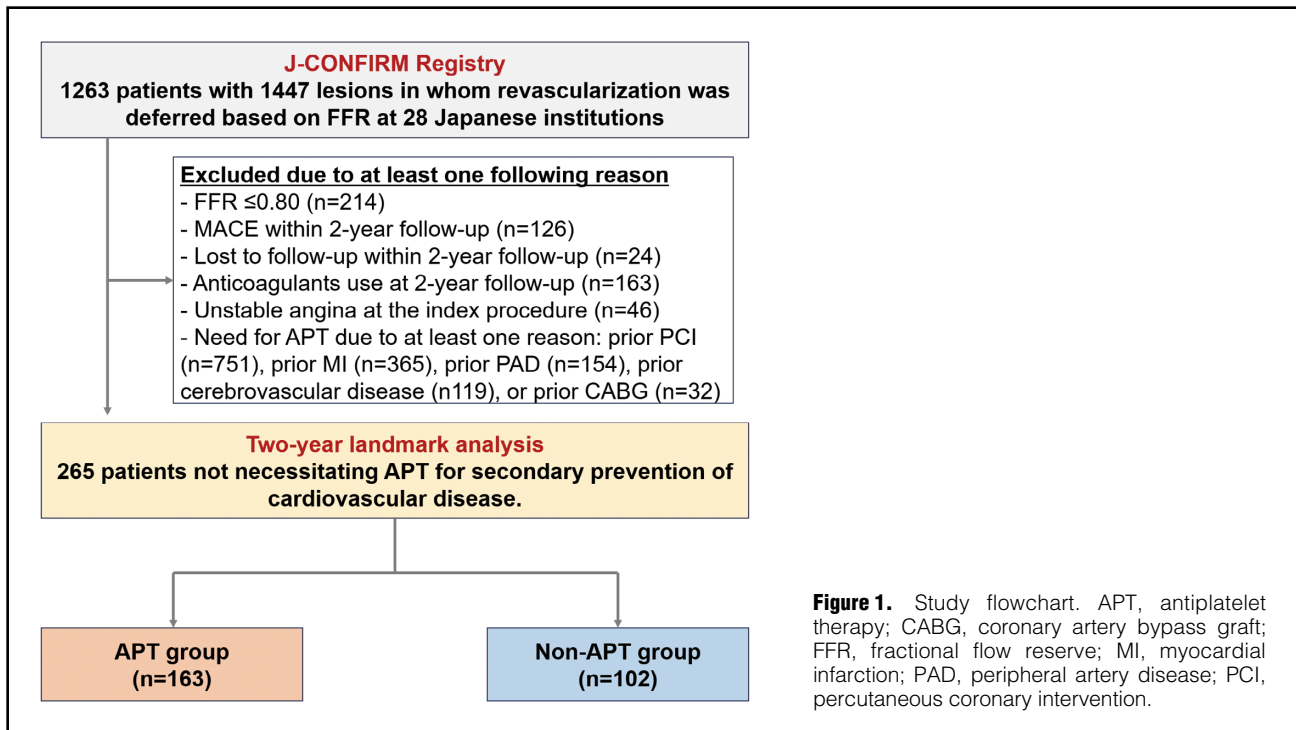 J-CONFIRM Registry
1263 patients with 1447 lesions in whom revascularization was
deferred based on FFR at 28 Japanese institutions
Excluded due to at least one following reason
- FFR ≤0.80 (n=214)
- MACE within 2-year follow-up (n=126)
- Lost to follow-up within 2-year follow-up (n=24)
- Anticoagulants use at 2-year follow-up (n=163)
- Unstable angina at the index procedure (n=46)
- Need for APT due to at least one reason: prior PCI
(n=751), prior MI (n=365), prior PAD (n=154), prior
cerebrovascular disease (n119), or prior CABG (n=32)
Two-year landmark analysis
265 patients not necessitating APT for secondary prevention of
cardiovascular disease.
APT group
(n=163)
Non-APT group
(n=102)
Figure 1. Study flowchart. APT, antiplatelet
therapy; CABG, coronary artery bypass graft;
FFR, fractional flow reserve; MI, myocardial
infarction; PAD, peripheral artery disease; PCI,
percutaneous coronary intervention.